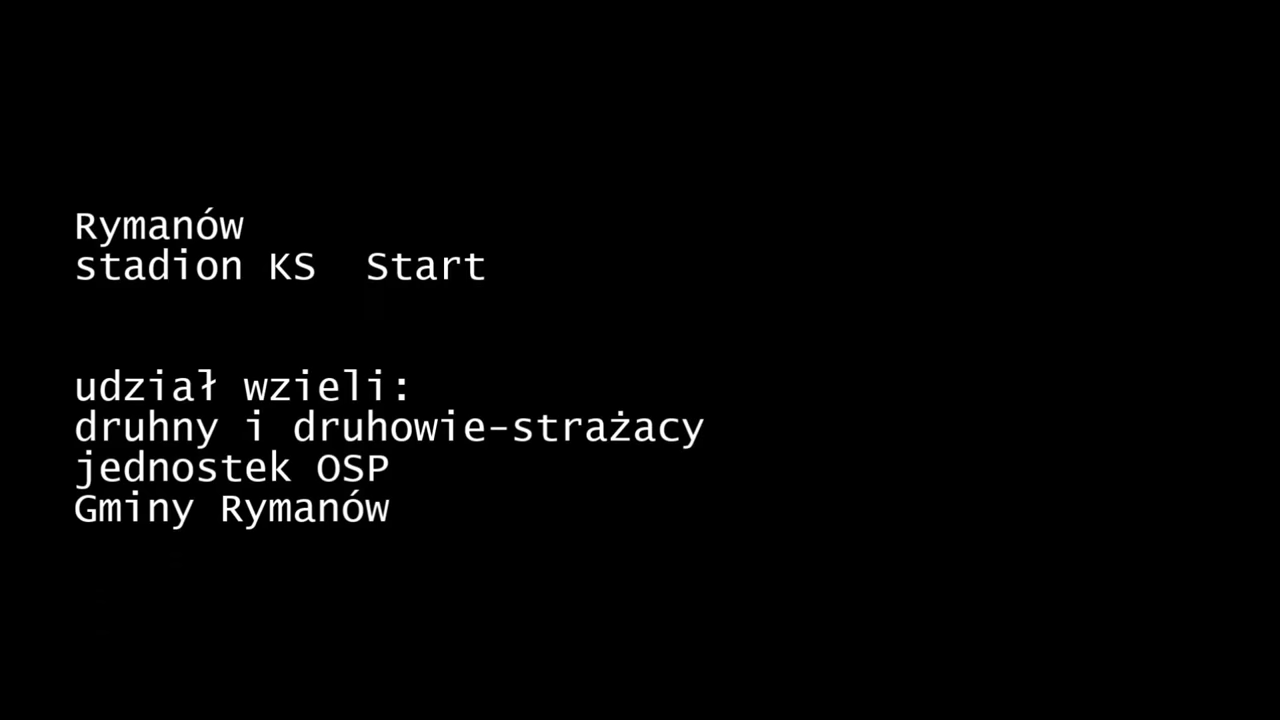 Rymanów
stadion KS  Start
udział wzieli:
druhny i druhowie-strażacy
jednostek OSP
Gminy Rymanów